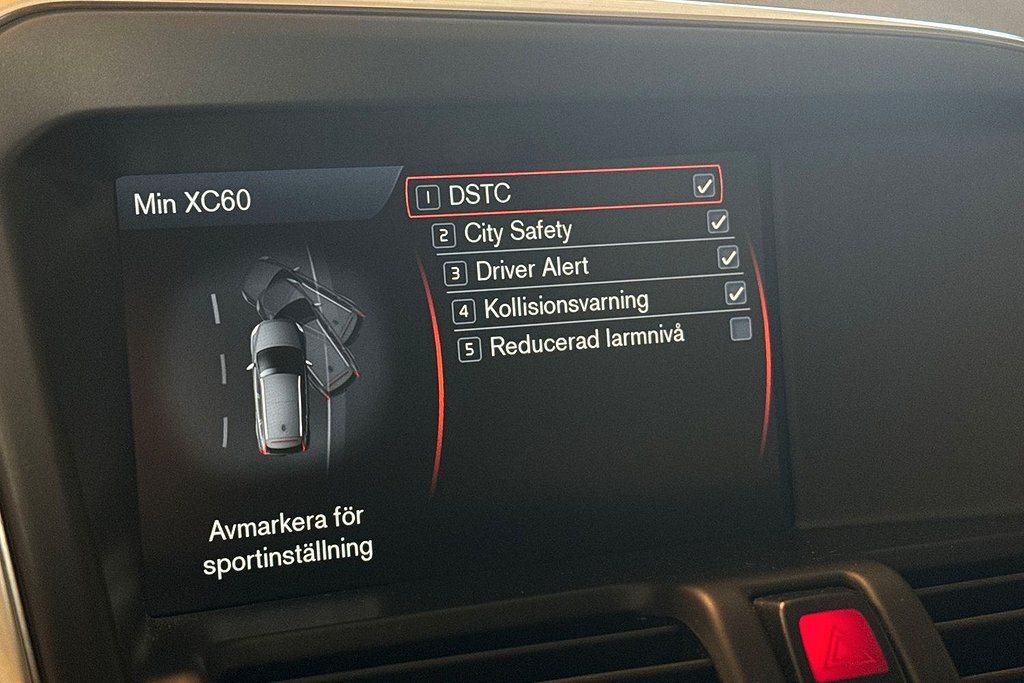 Min XC60
1 DSTC
2 City Safety
3 Driver Alert
4 Kollisionsvarning
5 Reducerad larmnivå
Avmarkera för
sportinställning